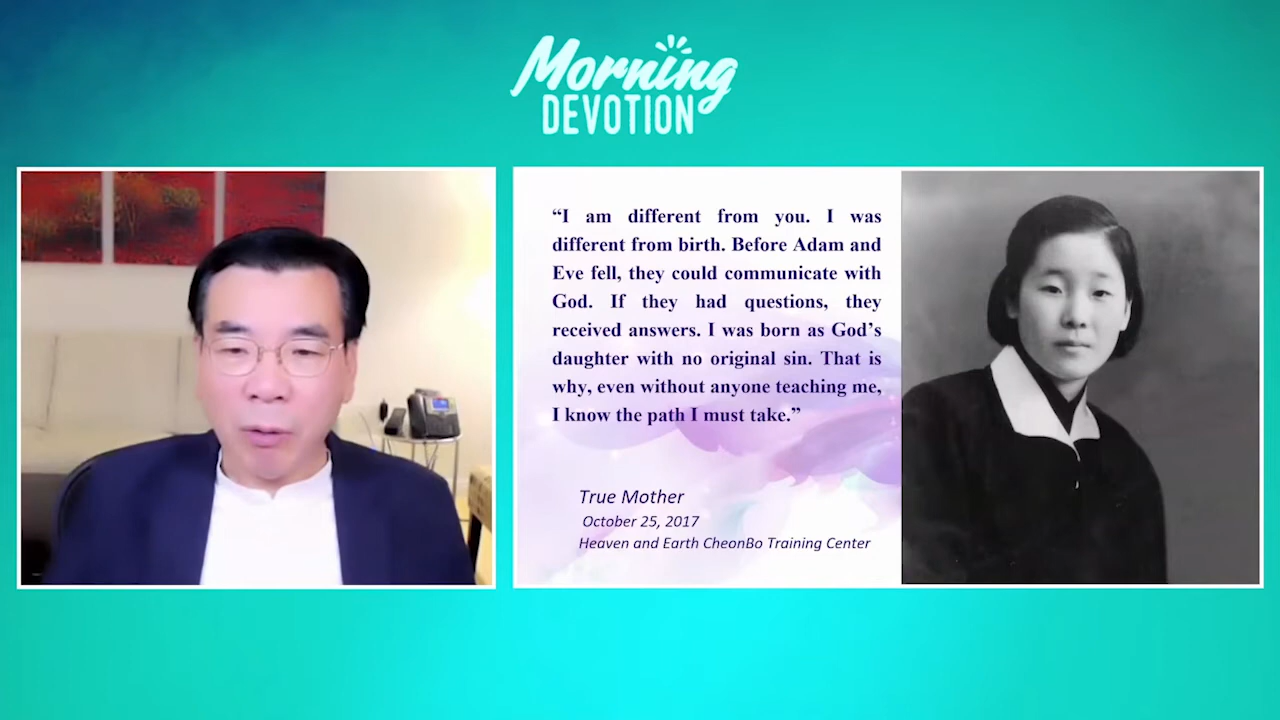 Morning
DEVOTION
“I am different from you. I was
different from birth. Before Adam and
Eve fell, they could communicate with
God. If they had questions, they
received answers. I was born as God’s
daughter with no original sin. That is
why, even without anyone teaching me,
I know the path I must take.”
True Mother
October 25, 2017
Heaven and Earth CheonBo Training Center